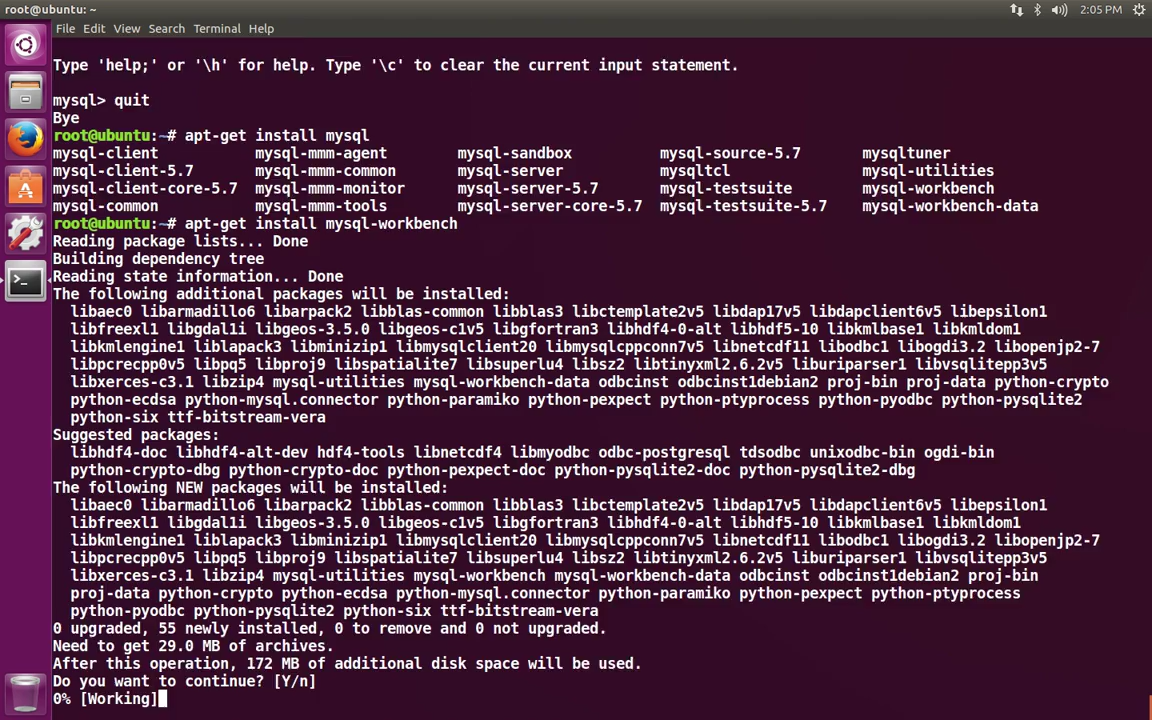 root@ubuntu: ~
2:05 PM
File Edit View Search Terminal Help
Type 'help;' or '\h' for help. Type '\c' to clear the current input statement.
mysql> quit
Bye
root@ubuntu:~# apt-get install mysql
mysql-client mysql-mmm-agent mysql-sandbox mysql-source-5.7 mysqltuner
mysql-client-5.7 mysql-mmm-common mysql-server mysqltcl mysql-utilities
mysql-client-core-5.7 mysql-mmm-monitor mysql-server-5.7 mysql-testsuite mysql-workbench
mysql-common mysql-mmm-tools mysql-server-core-5.7 mysql-testsuite-5.7 mysql-workbench-data
root@ubuntu:~# apt-get install mysql-workbench
Reading package lists... Done
Building dependency tree
Reading state information... Done
The following additional packages will be installed:
libaec0 libarmadillo6 libarpack2 libblas-common libblas3 libctemplate2v5 libdap17v5 libdapclient6v5 libepsilon1
libfreexl1 libgdal1i libgeos-3.5.0 libgeos-c1v5 libgfortran3 libhdf4-0-alt libhdf5-10 libkmlbase1 libkmldom1
libkmlengine1 liblapack3 libminizip1 libmysqlclient20 libmysqlcppconn7v5 libnetcdf11 libodbc1 libogdi3.2 libopenjp2-7
libpcrecpp0v5 libpq5 libproj9 libspatialite7 libsuperlu4 libsz2 libtinyxml2.6.2v5 liburiparser1 libvsqlitepp3v5
libxerces-c3.1 libzip4 mysql-utilities mysql-workbench-data odbcinst odbcinst1debian2 proj-bin proj-data python-crypto
python-ecdsa python-mysql.connector python-paramiko python-pexpect python-ptyprocess python-pyodbc python-pysqlite2
python-six ttf-bitstream-vera
Suggested packages:
libhdf4-doc libhdf4-alt-dev hdf4-tools libnetcdf4 libmyodbc odbc-postgresql tdsodbc unixodbc-bin ogdi-bin
python-crypto-dbg python-crypto-doc python-pexpect-doc python-pysqlite2-doc python-pysqlite2-dbg
The following NEW packages will be installed:
libaec0 libarmadillo6 libarpack2 libblas-common libblas3 libctemplate2v5 libdap17v5 libdapclient6v5 libepsilon1
libfreexl1 libgdal1i libgeos-3.5.0 libgeos-c1v5 libgfortran3 libhdf4-0-alt libhdf5-10 libkmlbase1 libkmldom1
libkmlengine1 liblapack3 libminizip1 libmysqlclient20 libmysqlcppconn7v5 libnetcdf11 libodbc1 libogdi3.2 libopenjp2-7
libpcrecpp0v5 libpq5 libproj9 libspatialite7 libsuperlu4 libsz2 libtinyxml2.6.2v5 liburiparser1 libvsqlitepp3v5
libxerces-c3.1 libzip4 mysql-utilities mysql-workbench mysql-workbench-data odbcinst odbcinst1debian2 proj-bin
proj-data python-crypto python-ecdsa python-mysql.connector python-paramiko python-pexpect python-ptyprocess
python-pyodbc python-pysqlite2 python-six ttf-bitstream-vera
0 upgraded, 55 newly installed, 0 to remove and 0 not upgraded.
Need to get 29.0 MB of archives.
After this operation, 172 MB of additional disk space will be used.
Do you want to continue? [Y/n]
0% [Working]